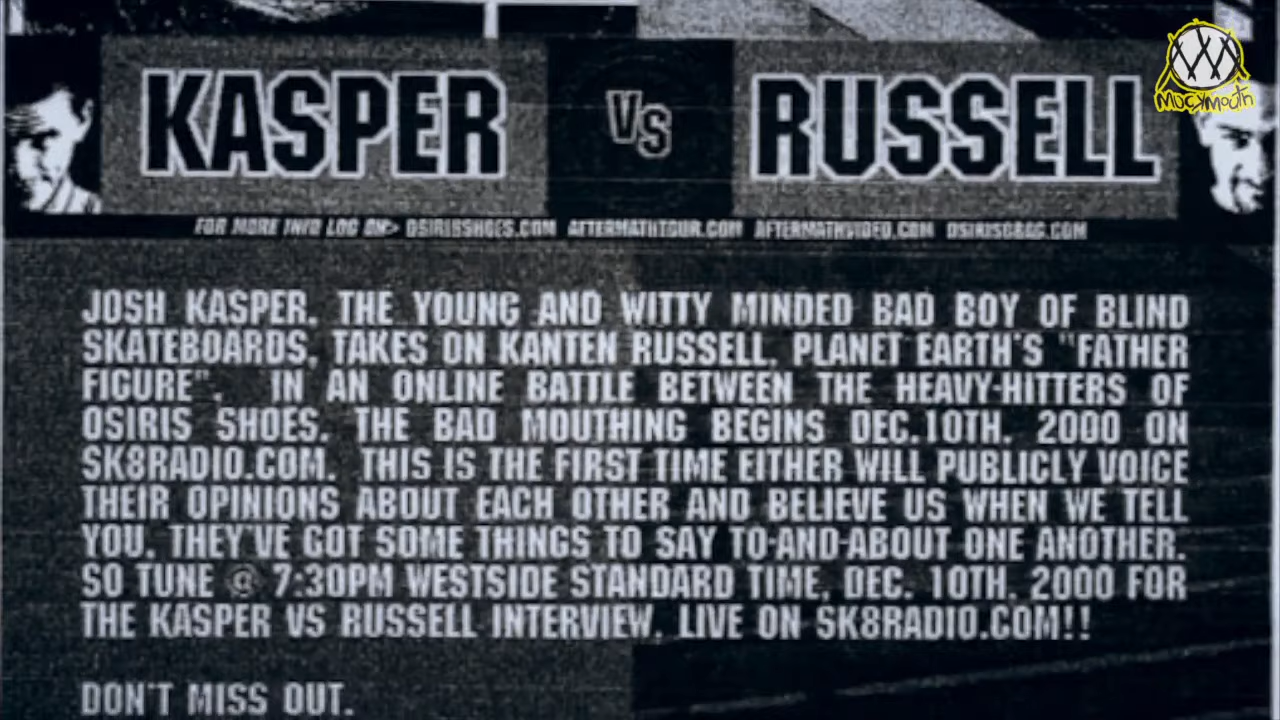 MUCKMOUTH
KASPER VS RUSSELL
FOR MORE INFO LOG ON> OSIRISSHOES.COM AFTERMATHTOUR.COM AFTERMATHVIDEO.COM OSIRISGBAG.COM
JOSH KASPER, THE YOUNG AND WITTY MINDED BAD BOY OF BLIND
SKATEBOARDS, TAKES ON KANTEN RUSSELL, PLANET EARTH'S "FATHER
FIGURE". IN AN ONLINE BATTLE BETWEEN THE HEAVY-HITTERS OF
OSIRIS SHOES. THE BAD MOUTHING BEGINS DEC.10TH, 2000 ON
SK8RADIO.COM. THIS IS THE FIRST TIME EITHER WILL PUBLICLY VOICE
THEIR OPINIONS ABOUT EACH OTHER AND BELIEVE US WHEN WE TELL
YOU, THEY'VE GOT SOME THINGS TO SAY TO-AND-ABOUT ONE ANOTHER.
SO TUNE @ 7:30PM WESTSIDE STANDARD TIME, DEC. 10TH, 2000 FOR
THE KASPER VS RUSSELL INTERVIEW, LIVE ON SK8RADIO.COM!!
DON'T MISS OUT.